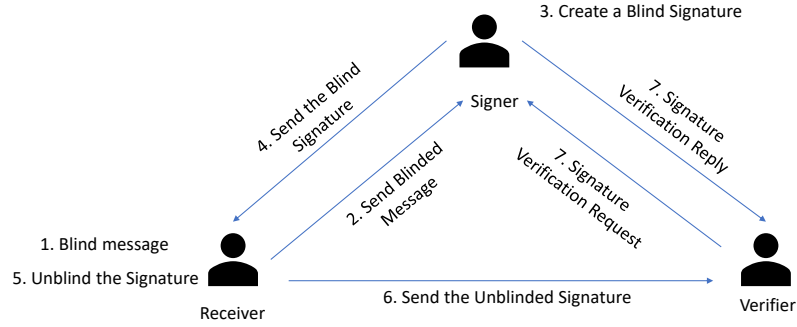 3. Create a Blind Signature
4. Send the Blind
Signature
Signer
7. Signature
Verification Reply
2. Send Blinded
Message
7. Signature
Verification Request
1. Blind message
5. Unblind the Signature
6. Send the Unblinded Signature
Receiver
Verifier